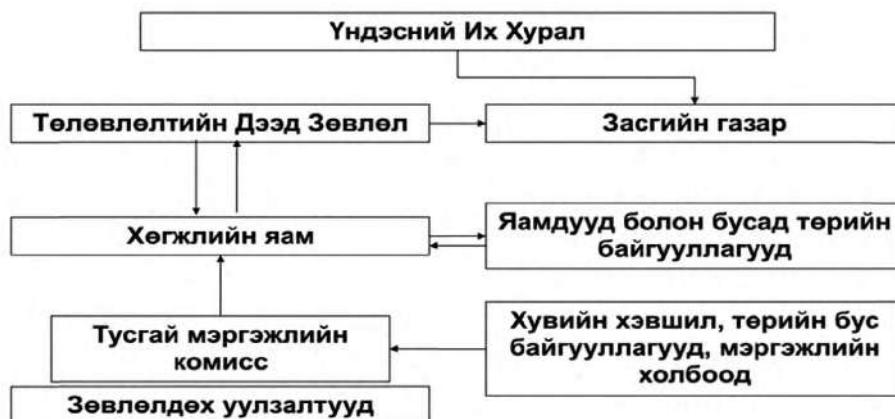 Үндэсний Их Хурал
Төлөвлөлтийн Дээд Зөвлөл
Засгийн газар
Хөгжлийн яам
Яамдууд болон бусад төрийн
байгууллагууд
Тусгай мэргэжлийн
комисс
Хувийн хэвшил, төрийн бус
байгууллагууд, мэргэжлийн
холбоод
Зөвлөлдөх уулзалтууд